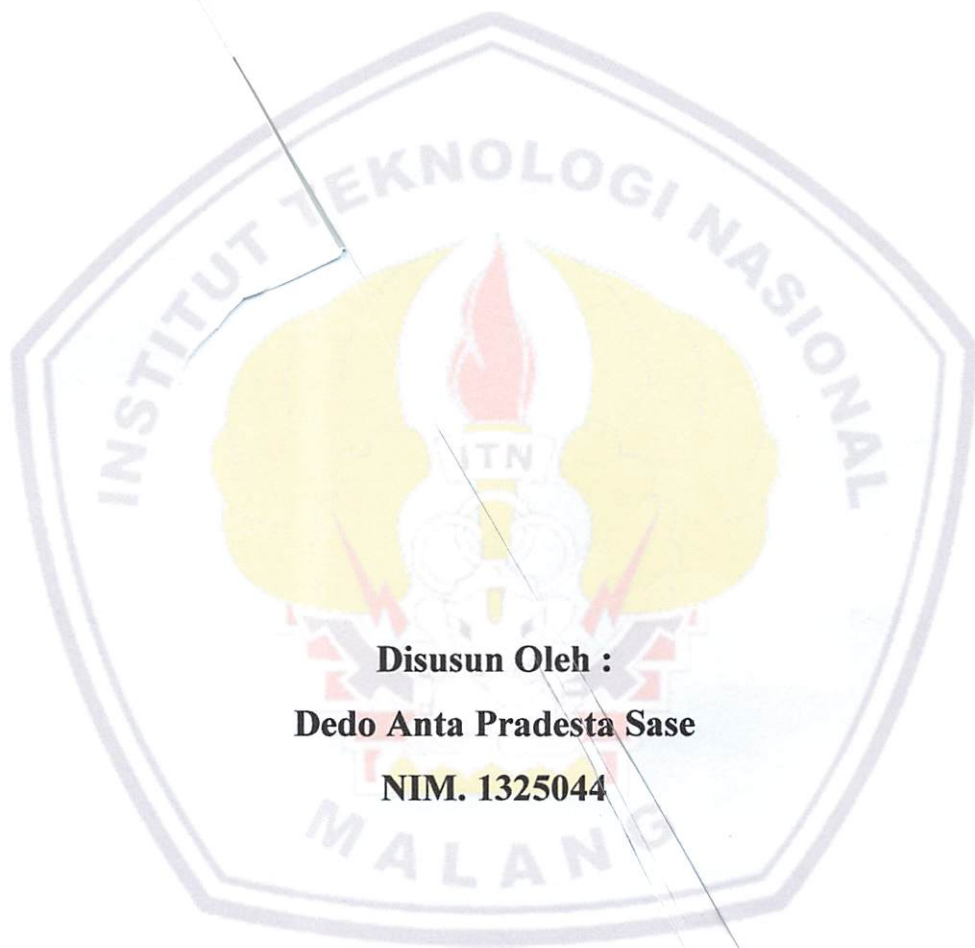 INSTITUT TEKNOLOGI NASIONAL
ITN
Disusun Oleh :
Dedo Anta Pradesta Sase
NIM. 1325044
MALANG